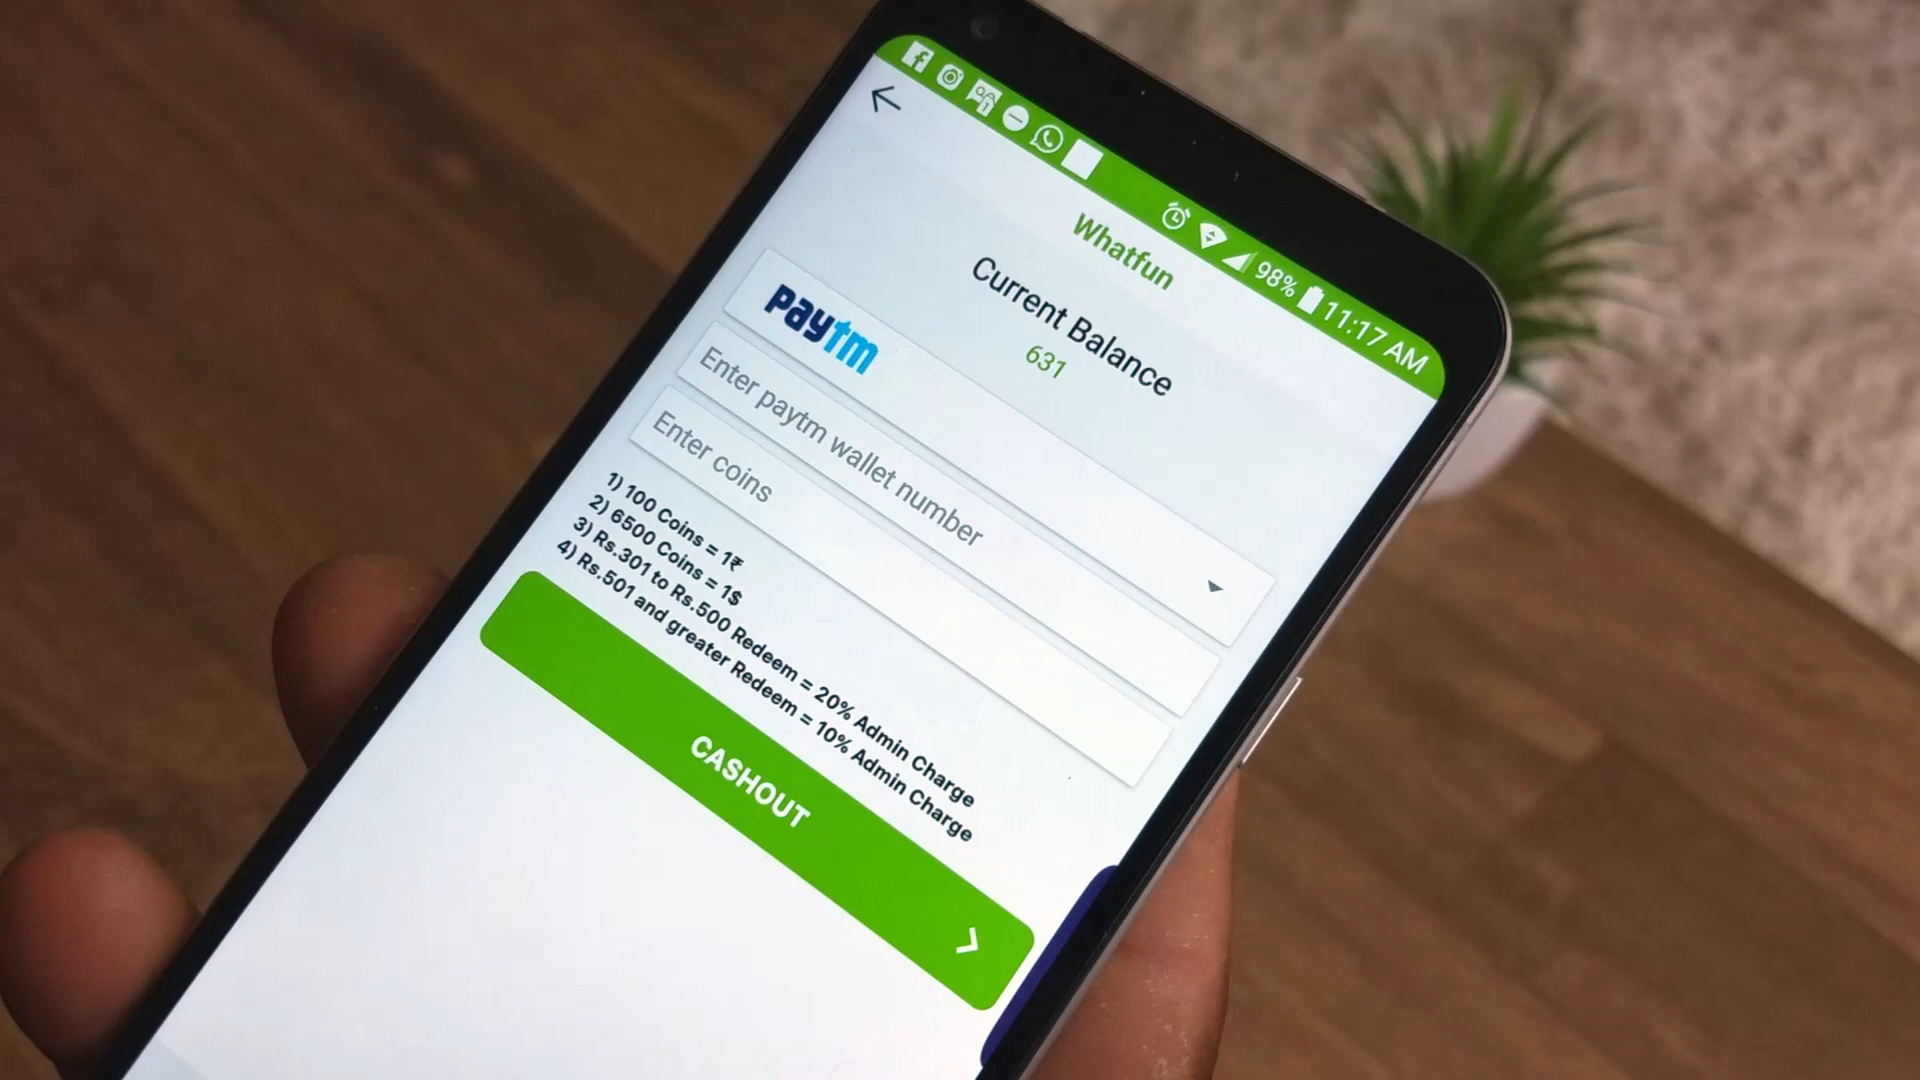 98% 11:17 AM
Whatfun
Current Balance
631
paytm
Enter paytm wallet number
Enter coins
1) 100 Coins = 1₹
2) 6500 Coins = 1$
3) Rs.301 to Rs.500 Redeem = 20% Admin Charge
4) Rs.501 and greater Redeem = 10% Admin Charge
CASHOUT